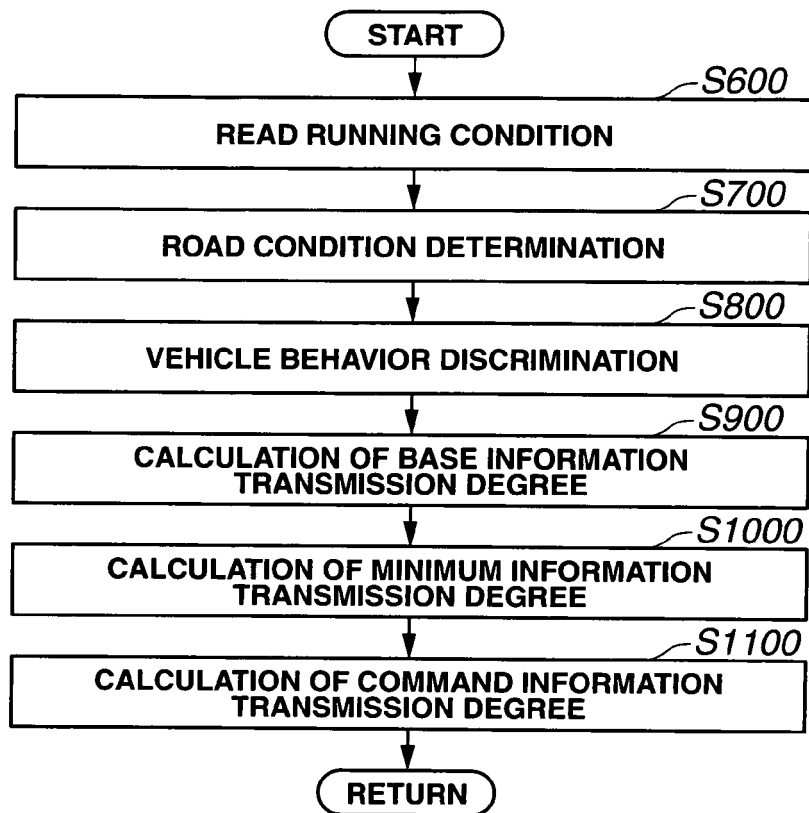 START
S600
READ RUNNING CONDITION
S700
ROAD CONDITION DETERMINATION
S800
VEHICLE BEHAVIOR DISCRIMINATION
S900
CALCULATION OF BASE INFORMATION
TRANSMISSION DEGREE
S1000
CALCULATION OF MINIMUM INFORMATION
TRANSMISSION DEGREE
S1100
CALCULATION OF COMMAND INFORMATION
TRANSMISSION DEGREE
RETURN